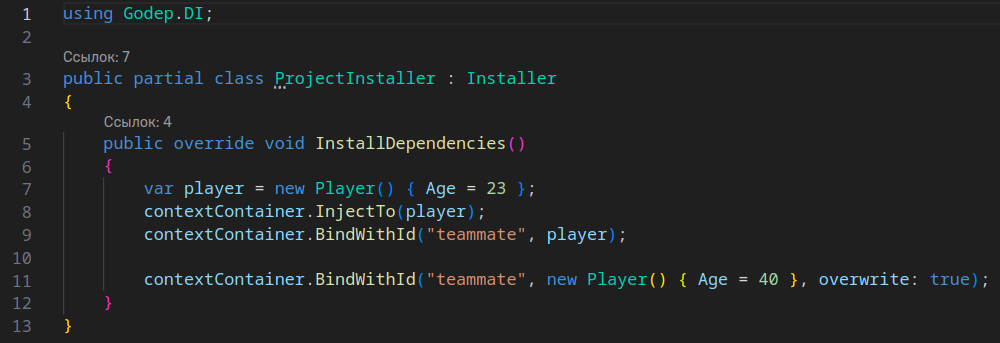 1 using Godep.DI;
2
Ссылок: 7
3 public partial class ProjectInstaller : Installer
4 {
Ссылок: 4
5 public override void InstallDependencies()
6 {
7 var player = new Player() { Age = 23 };
8 contextContainer.InjectTo(player);
9 contextContainer.BindWithId("teammate", player);
10
11 contextContainer.BindWithId("teammate", new Player() { Age = 40 }, overwrite: true);
12 }
13 }